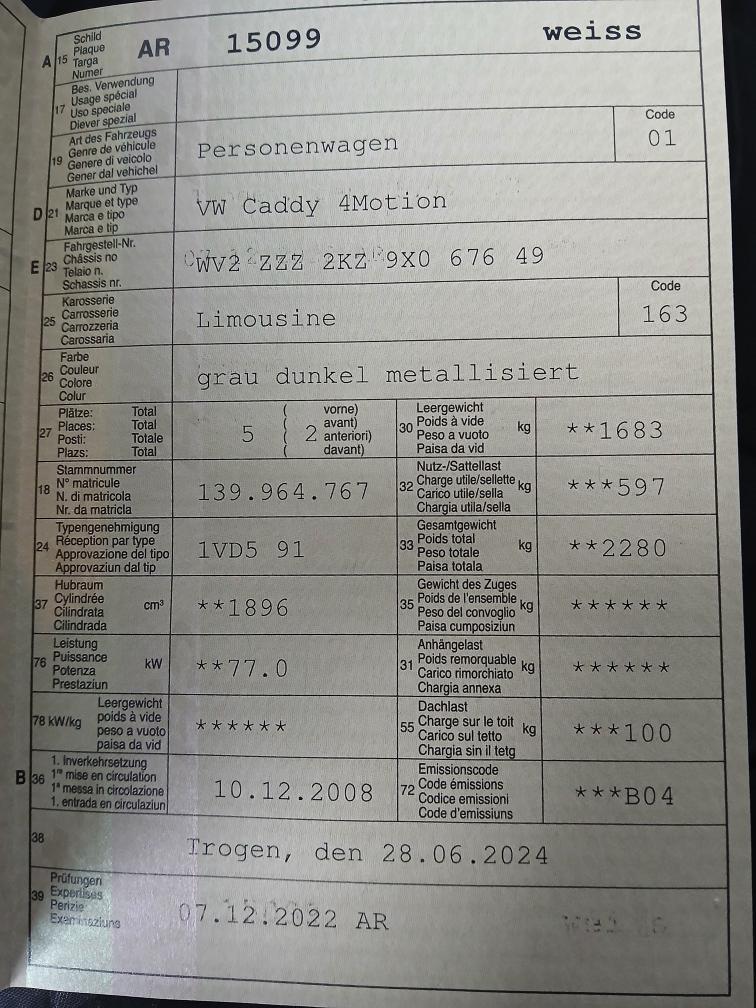 A 15 Schild AR 15099 weiss
Plaque
Targa
Numer
17 Bes. Verwendung
Usage spécial
Uso speciale
Diever spezial
19 Art des Fahrzeugs Personenwagen Code
Genre de véhicule 01
Genere di veicolo
Gener dal vehichel
D 21 Marke und Typ VW Caddy 4Motion
Marque et type
Marca e tipo
Marca e tip
E 23 Fahrgestell-Nr. WV2 ZZZ 2KZ 9X0 676 49
Châssis no
Telaio n.
Schassis nr.
25 Karosserie Limousine Code
Carrosserie 163
Carrozzeria
Carossaria
26 Farbe grau dunkel metallisiert
Couleur
Colore
Colur
27 Plätze: Total 5 ( 2 vorne)
Places: Total ( avant)
Posti: Totale ( anteriori)
Plazs: Total ( davant)
30 Leergewicht kg **1683
Poids à vide
Peso a vuoto
Paisa da vid
18 Stammnummer 139.964.767
N° matricule
N. di matricola
Nr. da matricla
32 Nutz-/Sattellast kg ***597
Charge utile/sellette
Carico utile/sella
Chargia utila/sella
24 Typengenehmigung 1VD5 91
Réception par type
Approvazione del tipo
Approvaziun dal tip
33 Gesamtgewicht kg **2280
Poids total
Peso totale
Paisa totala
37 Hubraum cm³ **1896
Cylindrée
Cilindrata
Cilindrada
35 Gewicht des Zuges kg ******
Poids de l'ensemble
Peso del convoglio
Paisa cumposiziun
76 Leistung kW **77.0
Puissance
Potenza
Prestaziun
31 Anhängelast kg ******
Poids remorquable
Carico rimorchiato
Chargia annexa
78 kW/kg Leergewicht ******
poids à vide
peso a vuoto
paisa da vid
55 Dachlast kg ***100
Charge sur le toit
Carico sul tetto
Chargia sin il tetg
B 36 1. Inverkehrsetzung 10.12.2008
1re mise en circulation
1ª messa in circolazione
1. entrada en circulaziun
72 Emissionscode ***B04
Code émissions
Codice emissioni
Code d'emissiuns
38 Trogen, den 28.06.2024
39 Prüfungen 07.12.2022 AR
Expertises
Perizie
Examinaziuns